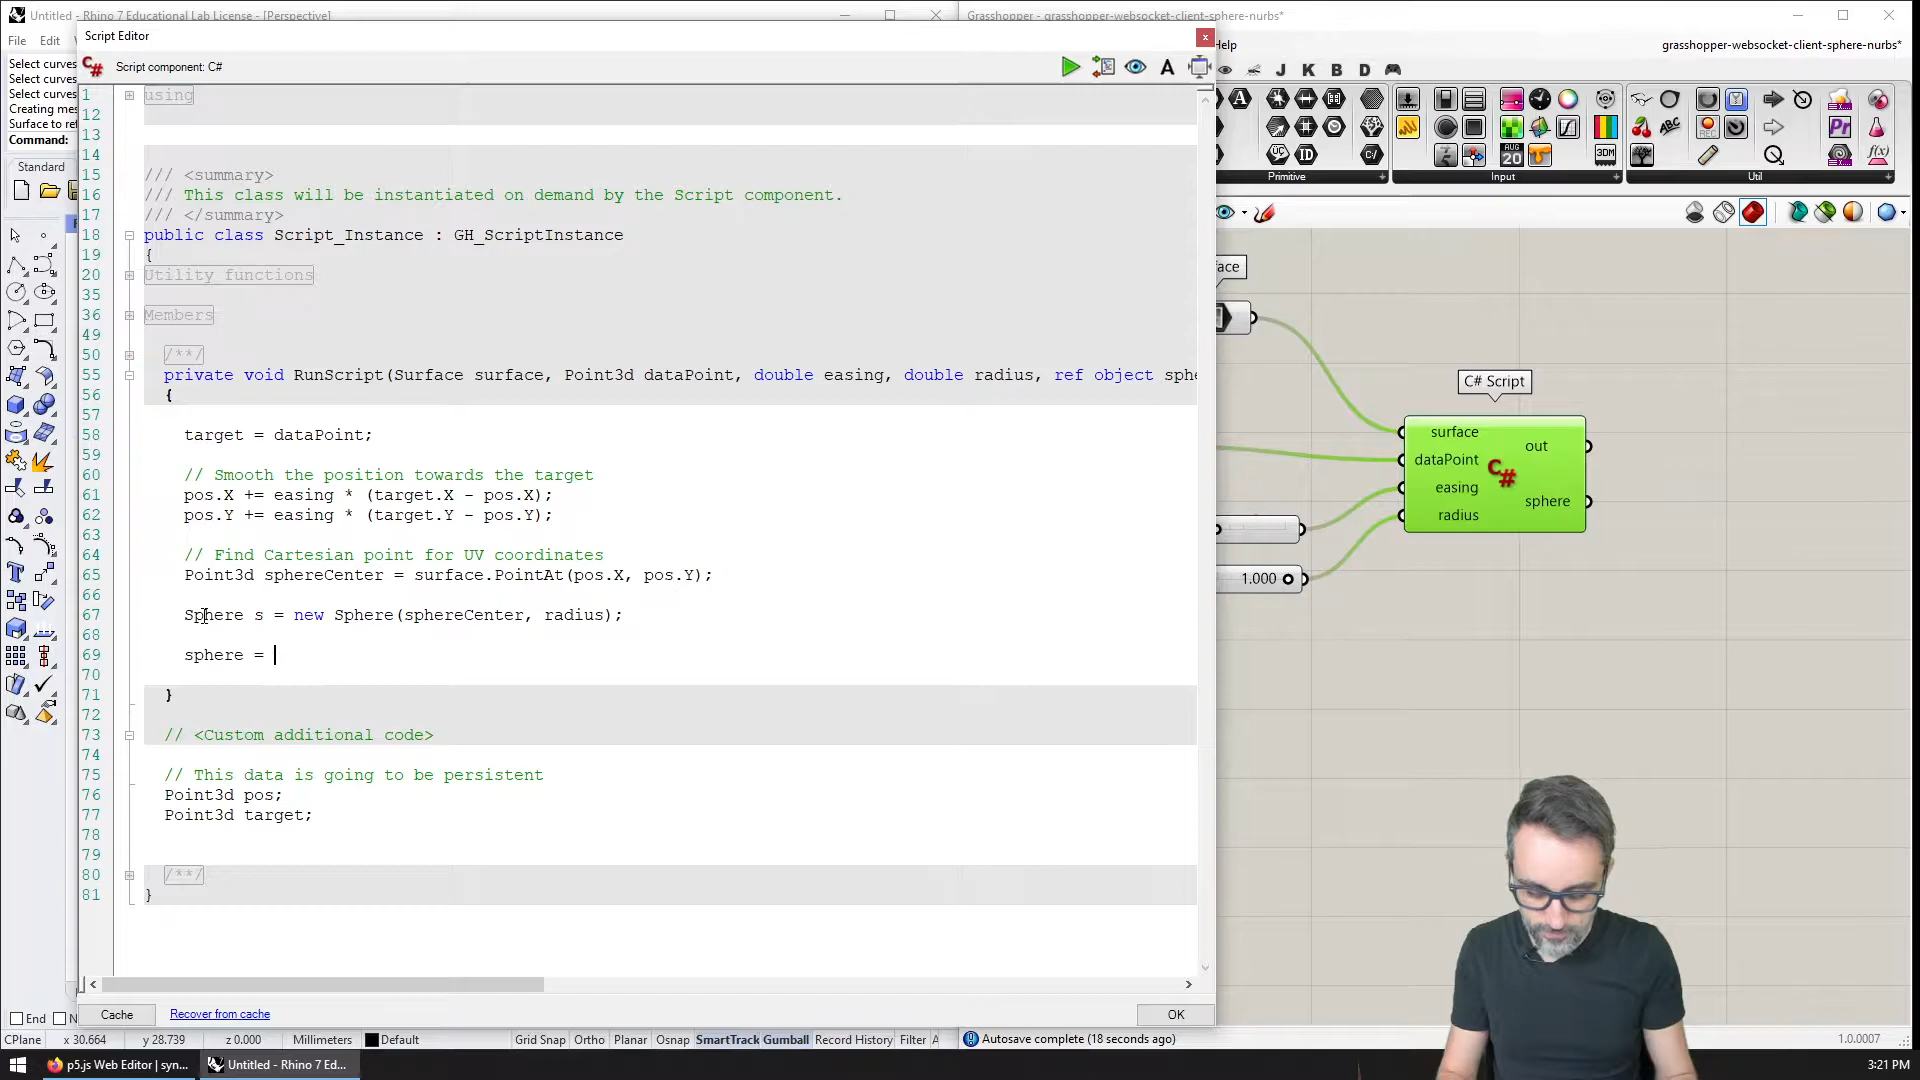 Untitled - Rhino 7 Educational Lab License - [Perspective]
Grasshopper - grasshopper-websocket-client-sphere-nurbs*
File Edit
Script Editor
Help
grasshopper-websocket-client-sphere-nurbs*
Select curves
Select curves
Select curves
Creating mes
Surface to ref
Command:
Standard
Script component: C#
J K B D
Primitive
Input
Util
1 using
12
13
14
15 /// <summary>
16 /// This class will be instantiated on demand by the Script component.
17 /// </summary>
18 public class Script_Instance : GH_ScriptInstance
19 {
20 Utility functions
35
36 Members
49
50 /**/
55 private void RunScript(Surface surface, Point3d dataPoint, double easing, double radius, ref object sphe
56 {
57
58 target = dataPoint;
59
60 // Smooth the position towards the target
61 pos.X += easing * (target.X - pos.X);
62 pos.Y += easing * (target.Y - pos.Y);
63
64 // Find Cartesian point for UV coordinates
65 Point3d sphereCenter = surface.PointAt(pos.X, pos.Y);
66
67 Sphere s = new Sphere(sphereCenter, radius);
68
69 sphere =
70
71 }
72
73 // <Custom additional code>
74
75 // This data is going to be persistent
76 Point3d pos;
77 Point3d target;
78
79
80 /**/
81 }
face
C# Script
surface
dataPoint
easing
radius
C#
out
sphere
1.000
Cache
Recover from cache
OK
End
N
CPlane x 30.664 y 28.739 z 0.000 Millimeters Default Grid Snap Ortho Planar Osnap SmartTrack Gumball Record History Filter A
Autosave complete (18 seconds ago)
1.0.0007
p5.js Web Editor | syn...
Untitled - Rhino 7 Ed...
3:21 PM